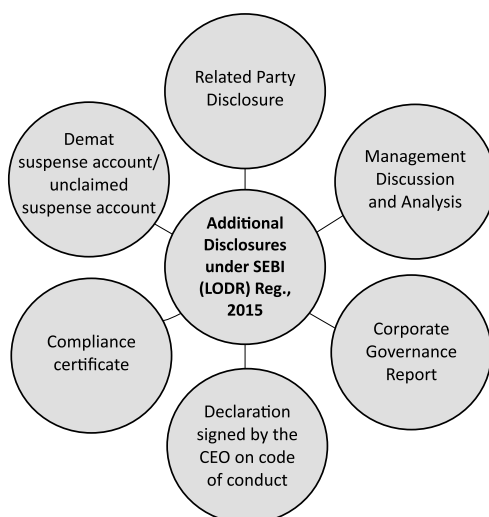 Related Party
Disclosure
Demat
suspense account/
unclaimed
suspense account
Management
Discussion
and Analysis
Additional
Disclosures
under SEBI
(LODR) Reg.,
2015
Compliance
certificate
Corporate
Governance
Report
Declaration
signed by the
CEO on code
of conduct